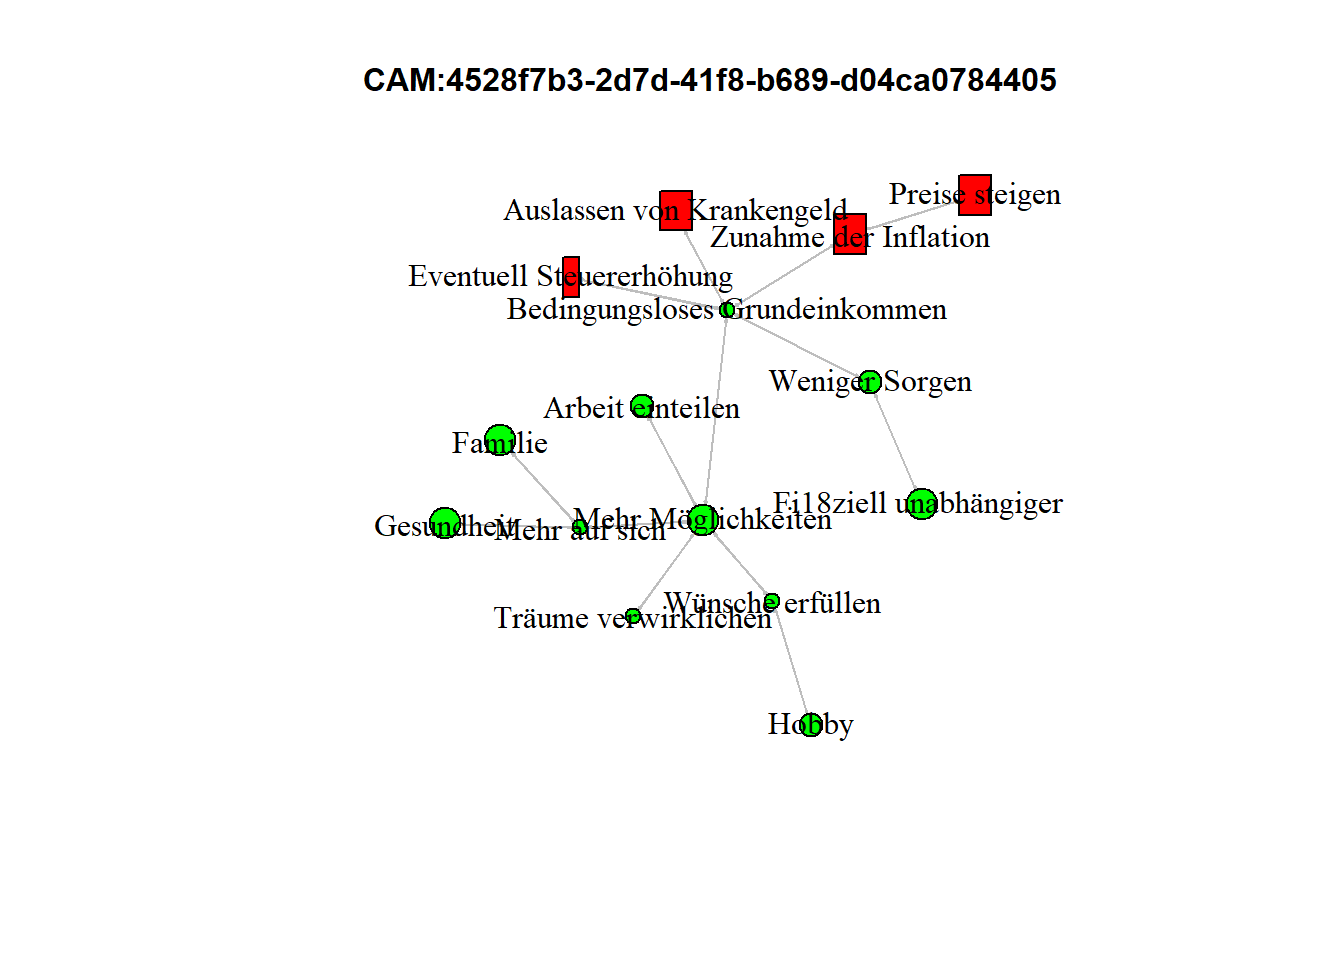 CAM:4528f7b3-2d7d-41f8-b689-d04ca0784405
Preise steigen
Auslassen von Krankengeld
Zunahme der Inflation
Eventuell Steuererhöhung
Bedingungsloses Grundeinkommen
Weniger Sorgen
Arbeit einteilen
Familie
Fi18ziell unabhängiger
Mehr Möglichkeiten
Gesundheit
Mehr auf sich
Wünsche erfüllen
Träume verwirklichen
Hobby